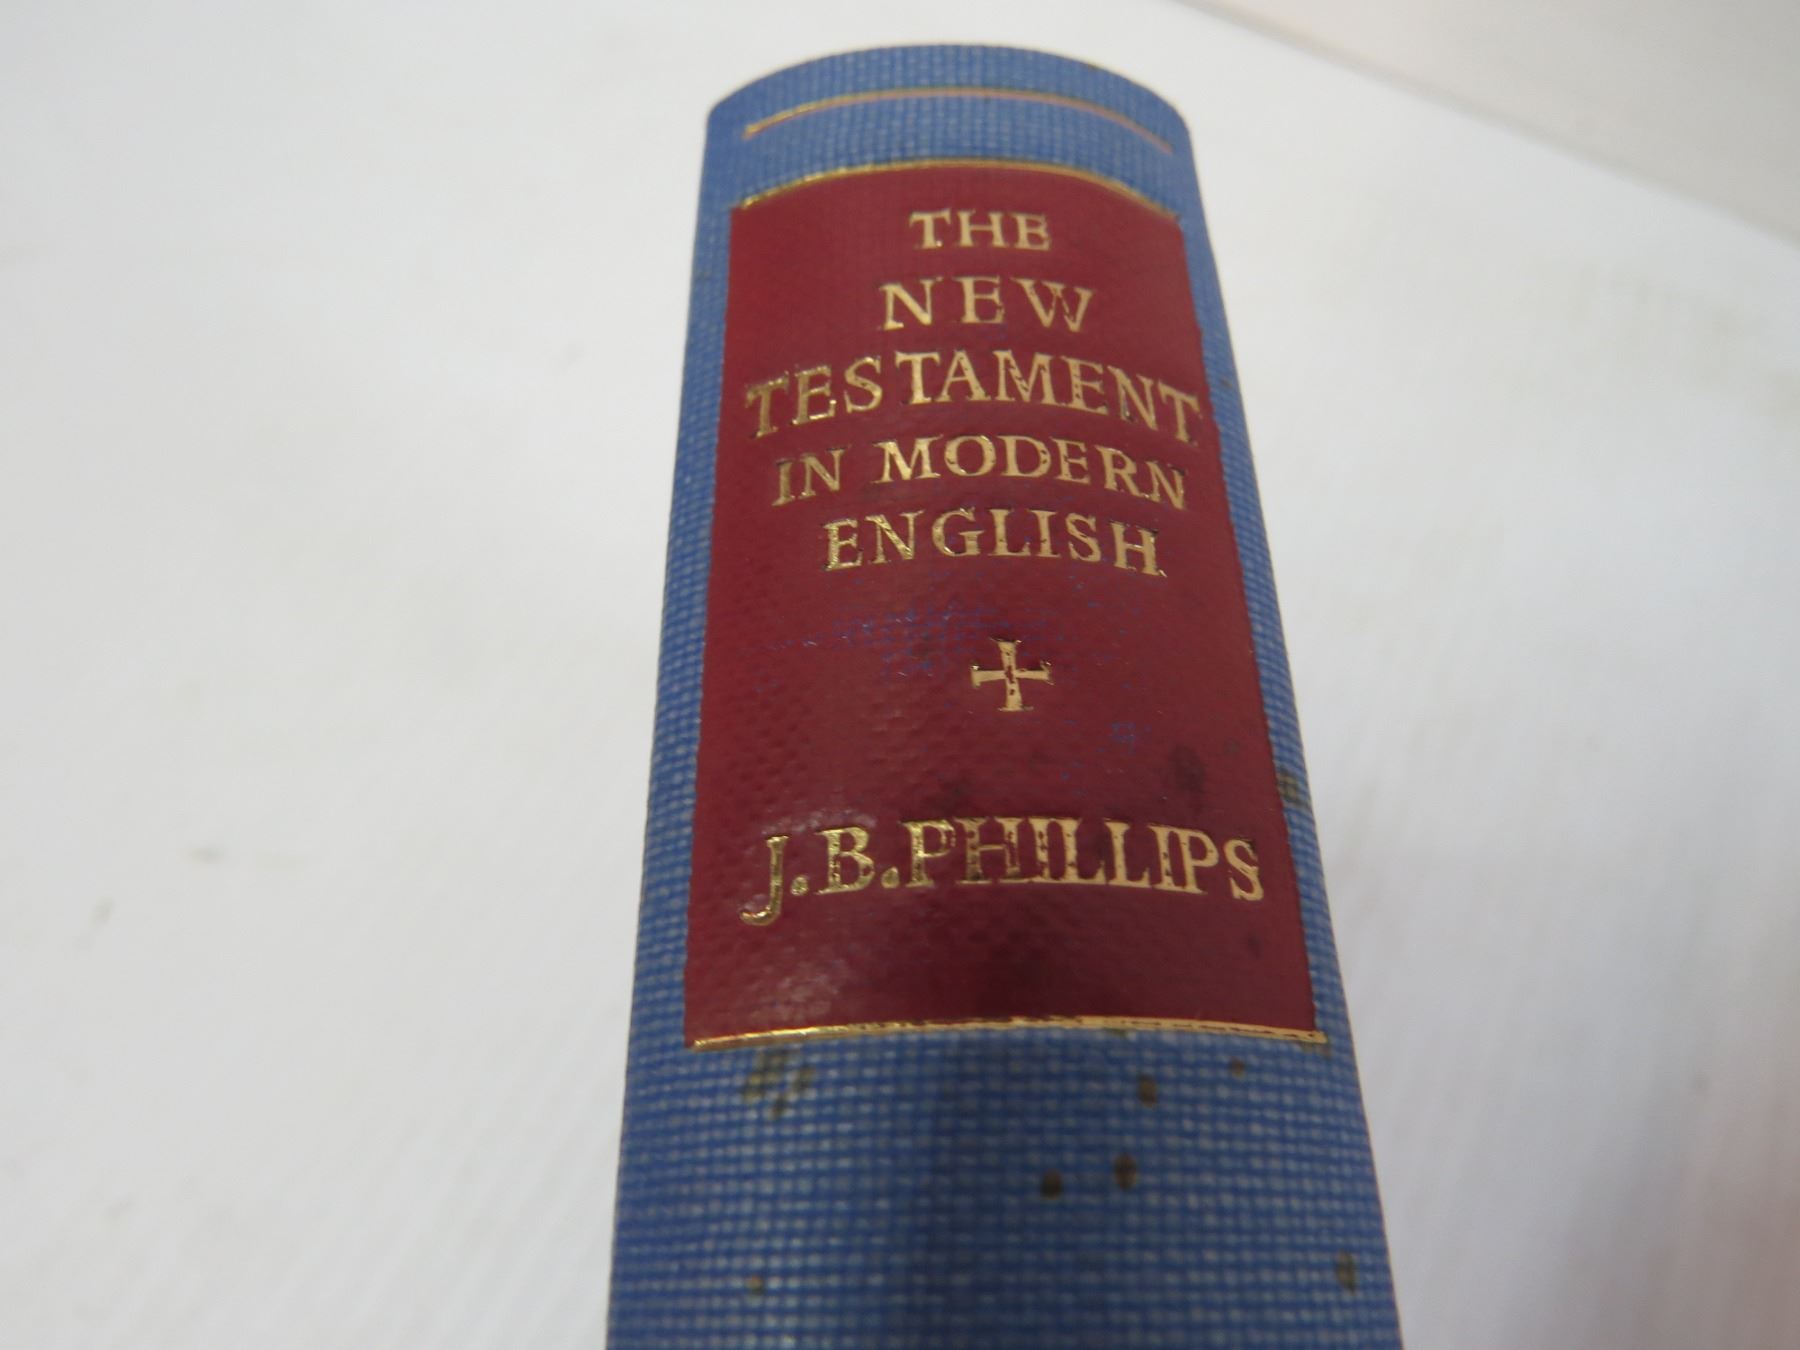 THE
NEW
TESTAMENT
IN MODERN
ENGLISH
J.B.PHILLIPS